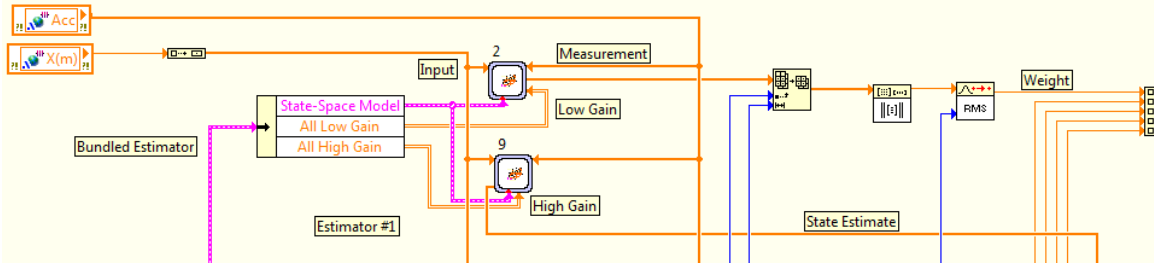 ?! Acc ?!
?! X(m) ?!
2
Measurement
Input
Weight
State-Space Model
All Low Gain
All High Gain
Low Gain
RMS
Bundled Estimator
9
High Gain
Estimator #1
State Estimate